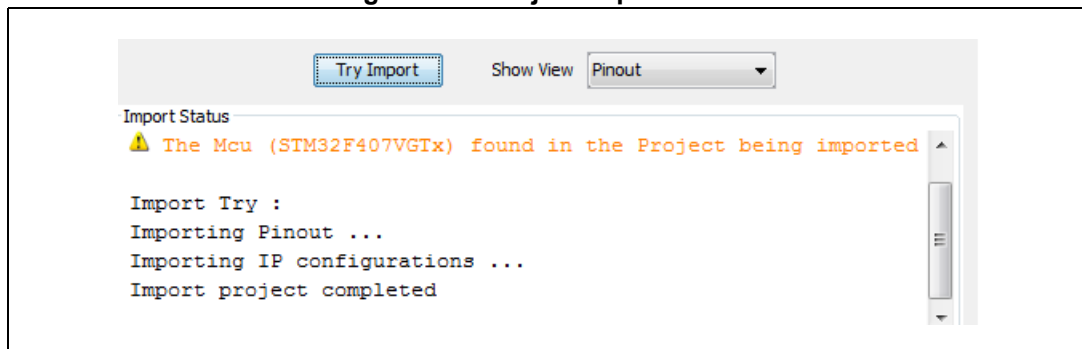 Try Import Show View Pinout
Import Status
The Mcu (STM32F407VGTx) found in the Project being imported
Import Try :
Importing Pinout ...
Importing IP configurations ...
Import project completed